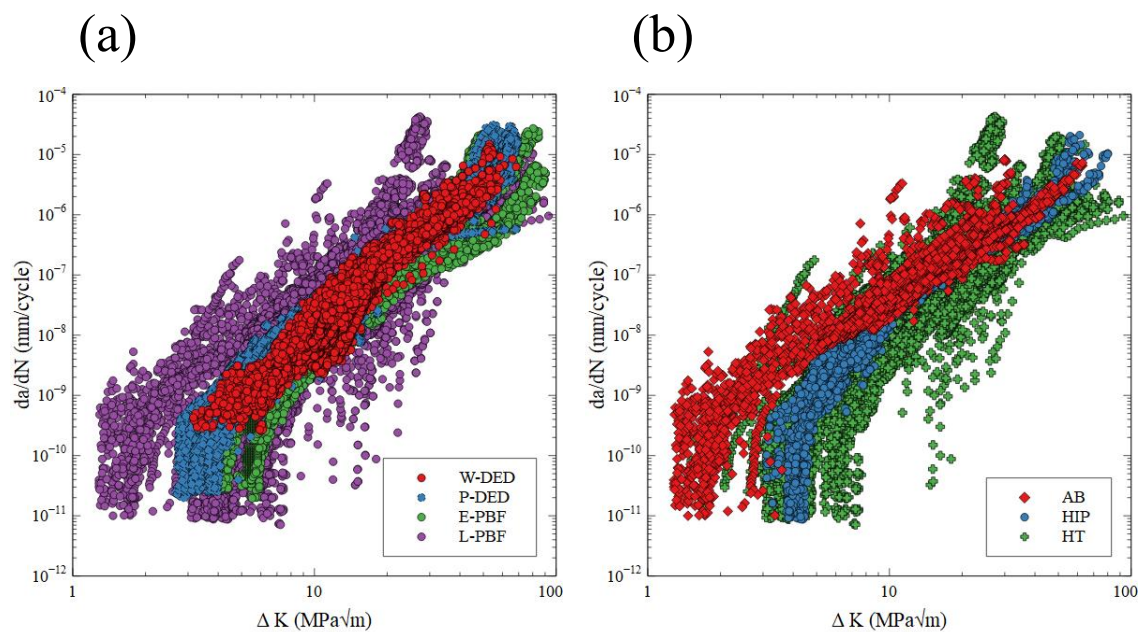 (a)
10⁻⁴
10⁻⁵
10⁻⁶
10⁻⁷
10⁻⁸
10⁻⁹
10⁻¹⁰
10⁻¹¹
10⁻¹²
da/dN (mm/cycle)
W-DED
P-DED
E-PBF
L-PBF
1
10
100
Δ K (MPa√m)
(b)
10⁻⁴
10⁻⁵
10⁻⁶
10⁻⁷
10⁻⁸
10⁻⁹
10⁻¹⁰
10⁻¹¹
10⁻¹²
da/dN (mm/cycle)
AB
HIP
HT
1
10
100
Δ K (MPa√m)